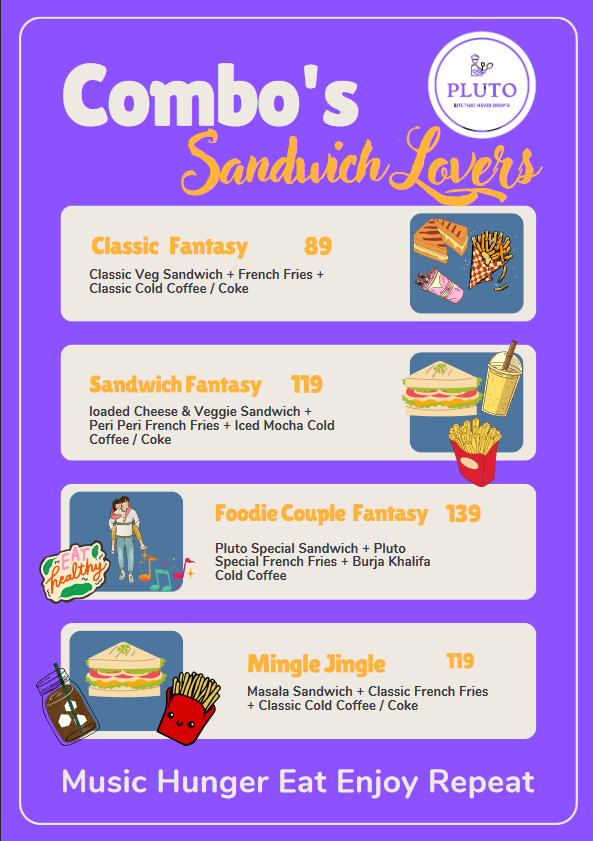 Combo's
PLUTO
BITE THAT NEVER DROP'S
Sandwich Lovers
Classic Fantasy 89
Classic Veg Sandwich + French Fries +
Classic Cold Coffee / Coke
Sandwich Fantasy 119
loaded Cheese & Veggie Sandwich +
Peri Peri French Fries + Iced Mocha Cold
Coffee / Coke
Foodie Couple Fantasy 139
Pluto Special Sandwich + Pluto
Special French Fries + Burja Khalifa
Cold Coffee
EAT
healthy
Mingle Jingle 119
Masala Sandwich + Classic French Fries
+ Classic Cold Coffee / Coke
Music Hunger Eat Enjoy Repeat